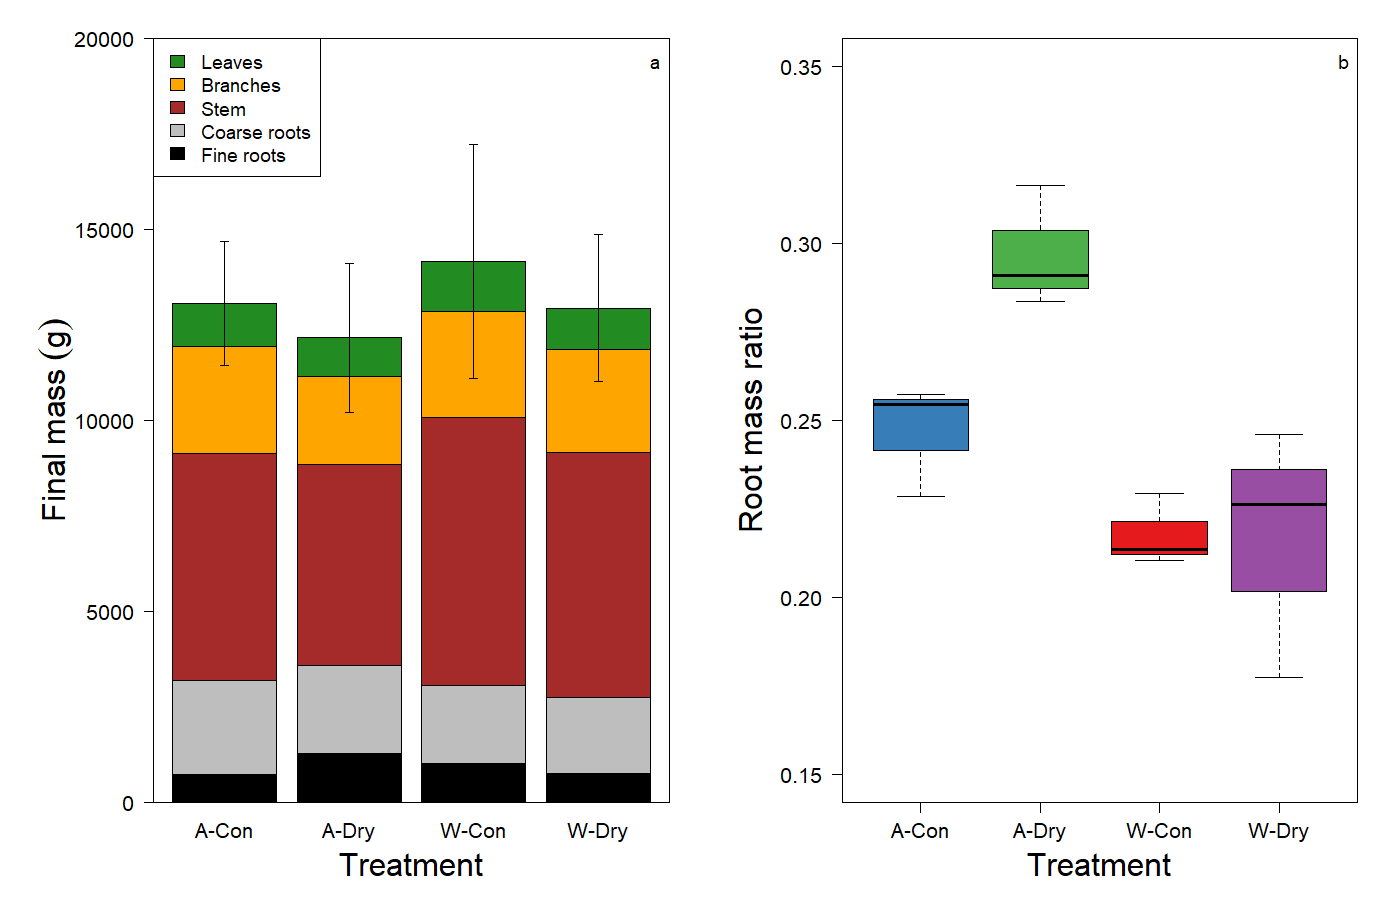 Final mass (g)
20000
15000
10000
5000
0
Leaves
Branches
Stem
Coarse roots
Fine roots
a
A-Con
A-Dry
W-Con
W-Dry
Treatment
Root mass ratio
0.35
0.30
0.25
0.20
0.15
b
A-Con
A-Dry
W-Con
W-Dry
Treatment